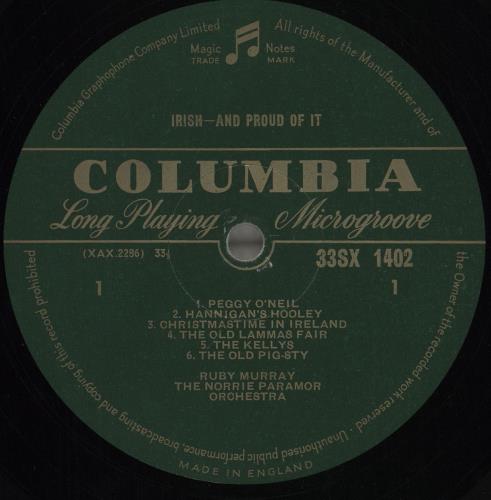 Columbia Graphophone Company Limited
All rights of the Manufacturer and of
the Owner of the recorded work reserved - Unauthorised public performance, broadcasting and copying of this record prohibited
Magic Notes
TRADE MARK
IRISH—AND PROUD OF IT
COLUMBIA
Long Playing Microgroove
(XAX.2286) 33⅓
33SX 1402
1 1
1. PEGGY O'NEIL
2. HANNIGAN'S HOOLEY
3. CHRISTMASTIME IN IRELAND
4. THE OLD LAMMAS FAIR
5. THE KELLYS
6. THE OLD PIG-STY
RUBY MURRAY
THE NORRIE PARAMOR
ORCHESTRA
MADE IN ENGLAND